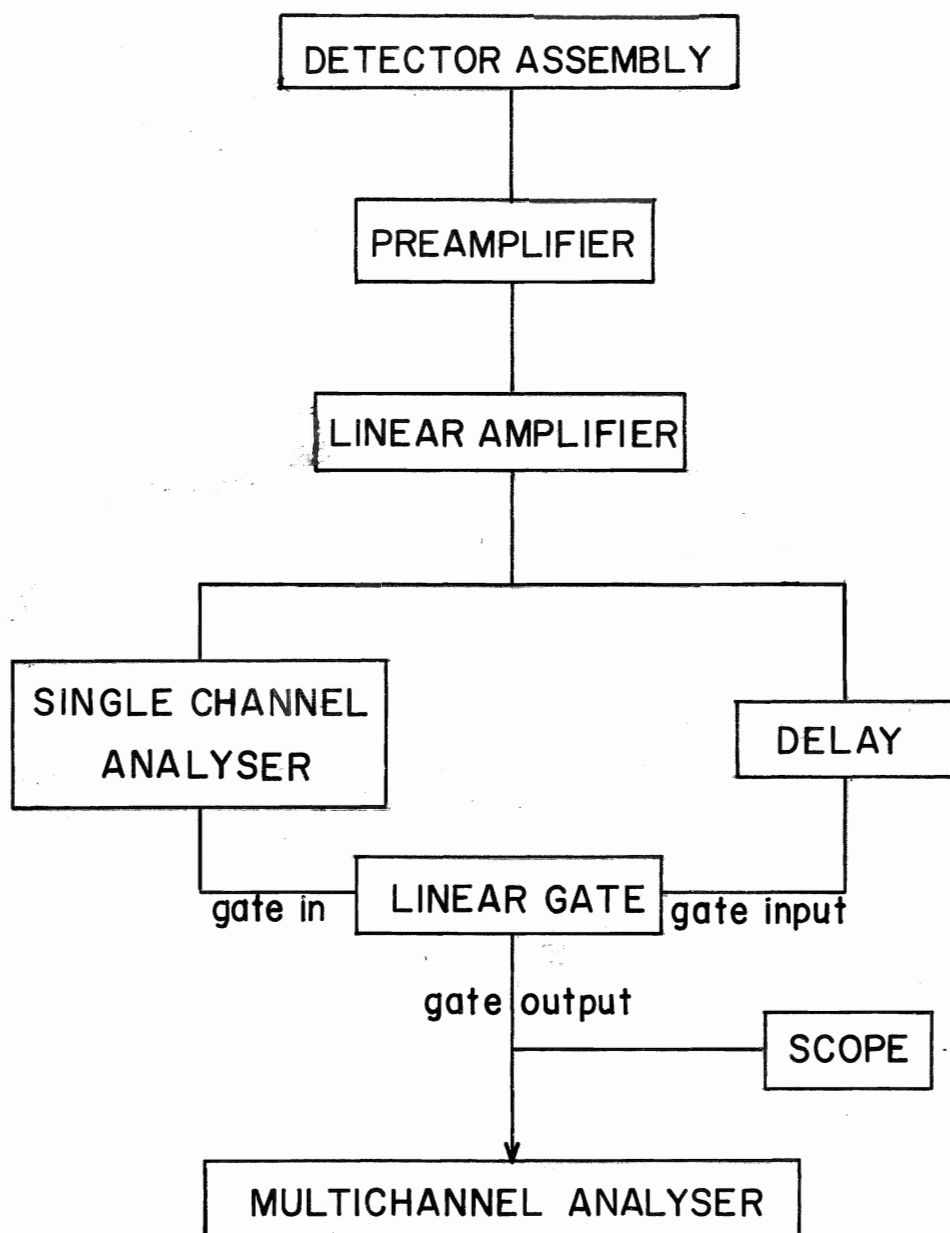 DETECTOR ASSEMBLY
PREAMPLIFIER
LINEAR AMPLIFIER
SINGLE CHANNEL
ANALYSER
DELAY
gate in
LINEAR GATE
gate input
gate output
SCOPE
MULTICHANNEL ANALYSER